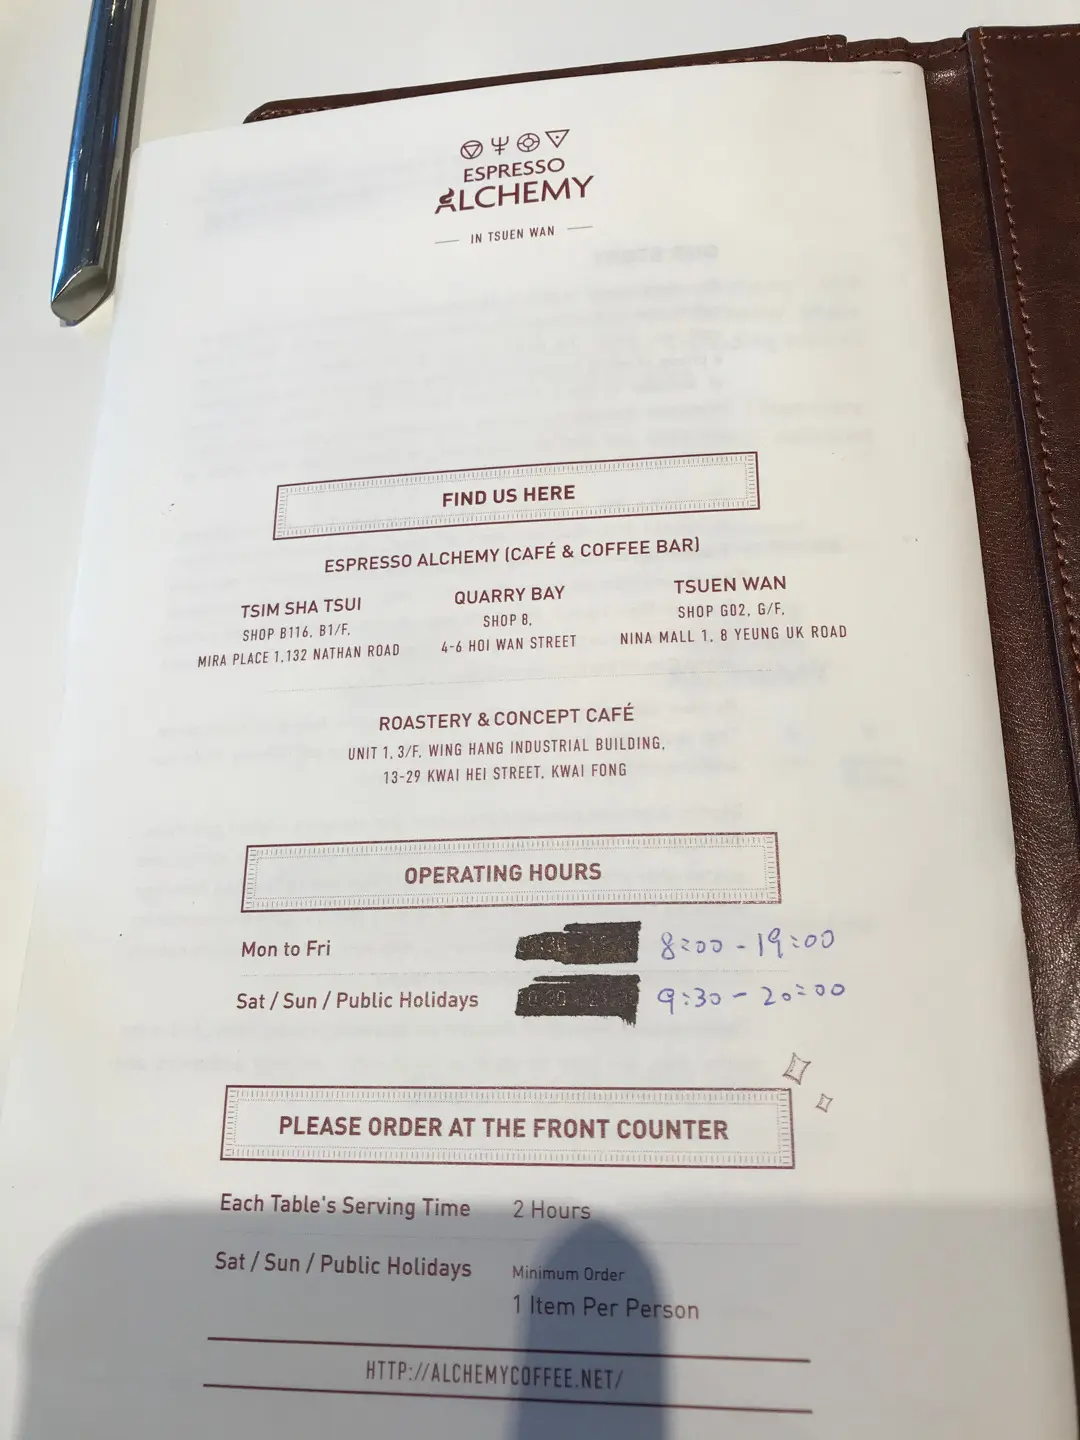 ESPRESSO
ALCHEMY
IN TSUEN WAN
FIND US HERE
ESPRESSO ALCHEMY (CAFÉ & COFFEE BAR)
TSIM SHA TSUI
SHOP B116, B1/F,
MIRA PLACE 1,132 NATHAN ROAD
QUARRY BAY
SHOP 8,
4-6 HOI WAN STREET
TSUEN WAN
SHOP G02, G/F,
NINA MALL 1, 8 YEUNG UK ROAD
ROASTERY & CONCEPT CAFÉ
UNIT 1, 3/F, WING HANG INDUSTRIAL BUILDING,
13-29 KWAI HEI STREET, KWAI FONG
OPERATING HOURS
Mon to Fri 8:00 - 19:00
Sat / Sun / Public Holidays 9:30 - 20:00
PLEASE ORDER AT THE FRONT COUNTER
Each Table's Serving Time 2 Hours
Sat / Sun / Public Holidays Minimum Order
1 Item Per Person
HTTP://ALCHEMYCOFFEE.NET/